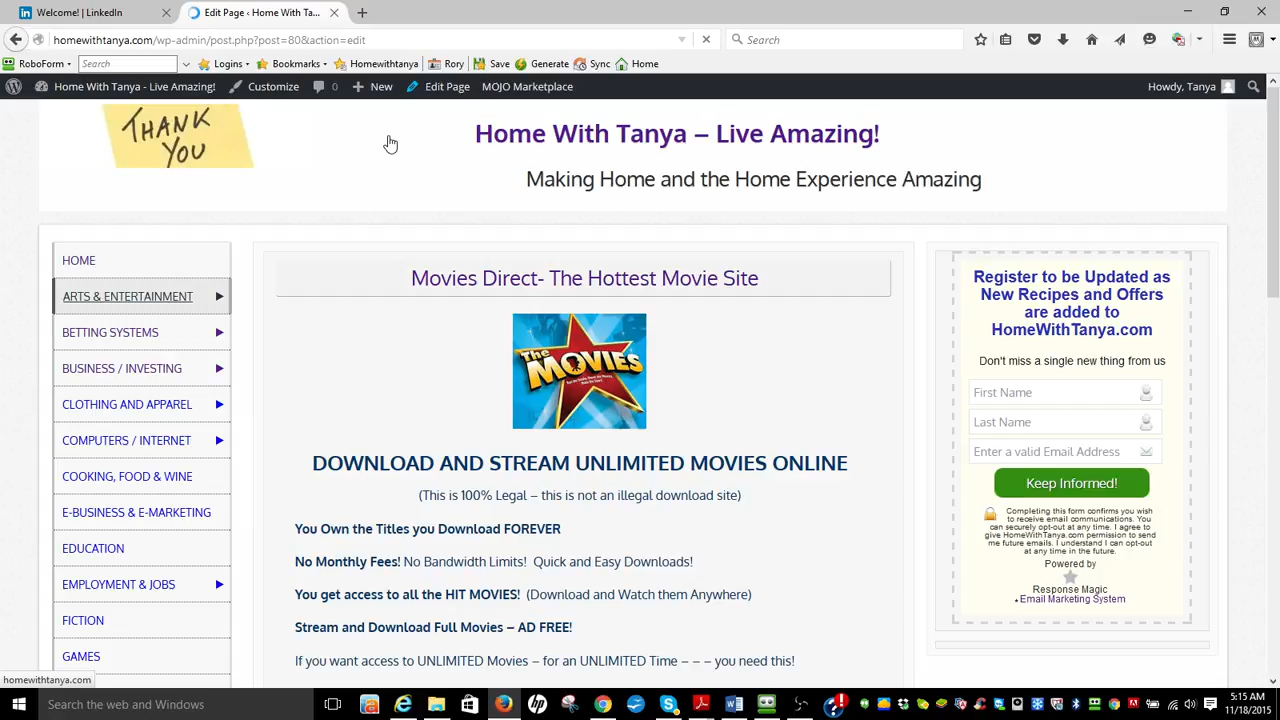 Welcome! | LinkedIn
Edit Page ‹ Home With Ta...
homewithtanya.com/wp-admin/post.php?post=80&action=edit
Search
RoboForm
Search
Logins
Bookmarks
Homewithtanya
Rory
Save
Generate
Sync
Home
Home With Tanya - Live Amazing!
Customize
0
New
Edit Page
MOJO Marketplace
Howdy, Tanya
THANK
YOU
Home With Tanya – Live Amazing!
Making Home and the Home Experience Amazing
HOME
ARTS & ENTERTAINMENT
BETTING SYSTEMS
BUSINESS / INVESTING
CLOTHING AND APPAREL
COMPUTERS / INTERNET
COOKING, FOOD & WINE
E-BUSINESS & E-MARKETING
EDUCATION
EMPLOYMENT & JOBS
FICTION
GAMES
Movies Direct- The Hottest Movie Site
The
MOVIES
DOWNLOAD AND STREAM UNLIMITED MOVIES ONLINE
(This is 100% Legal – this is not an illegal download site)
You Own the Titles you Download FOREVER
No Monthly Fees! No Bandwidth Limits!  Quick and Easy Downloads!
You get access to all the HIT MOVIES!  (Download and Watch them Anywhere)
Stream and Download Full Movies – AD FREE!
If you want access to UNLIMITED Movies – for an UNLIMITED Time – – – you need this!
Register to be Updated as
New Recipes and Offers
are added to
HomeWithTanya.com
Don't miss a single new thing from us
First Name
Last Name
Enter a valid Email Address
Keep Informed!
Completing this form confirms you wish
to receive email communications. You
can securely opt-out at any time. I agree to
give HomeWithTanya.com permission to send
me future emails. I understand I can opt-out
at any time in the future.
Powered by
Response Magic
Email Marketing System
homewithtanya.com
Search the web and Windows
5:15 AM
11/18/2015